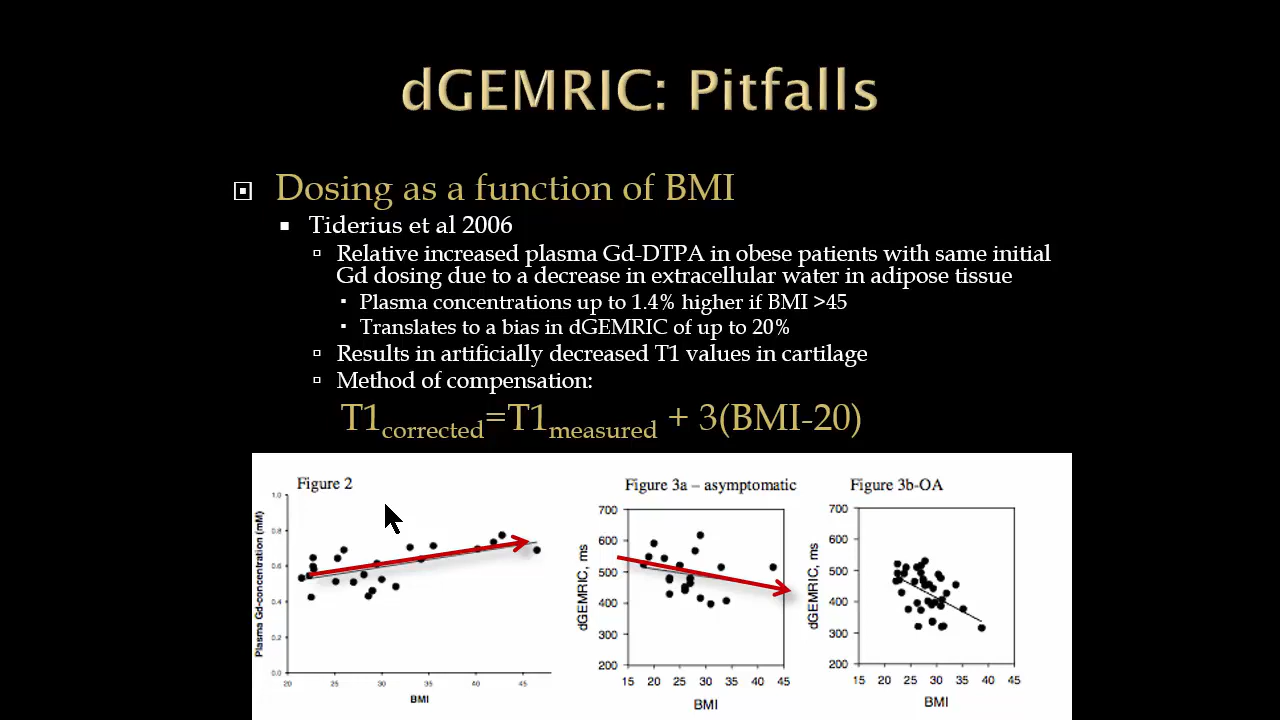 dGEMRIC: Pitfalls
Dosing as a function of BMI
Tiderius et al 2006
Relative increased plasma Gd-DTPA in obese patients with same initial
Gd dosing due to a decrease in extracellular water in adipose tissue
Plasma concentrations up to 1.4% higher if BMI >45
Translates to a bias in dGEMRIC of up to 20%
Results in artificially decreased T1 values in cartilage
Method of compensation:
T1corrected=T1measured + 3(BMI-20)
Figure 2
Plasma Gd-concentration (mM)
1.0
0.8
0.6
0.4
0.2
0.0
20 25 30 35 40 45
BMI
Figure 3a – asymptomatic
dGEMRIC, ms
700
600
500
400
300
200
15 20 25 30 35 40 45
BMI
Figure 3b-OA
dGEMRIC, ms
700
600
500
400
300
200
15 20 25 30 35 40 45
BMI